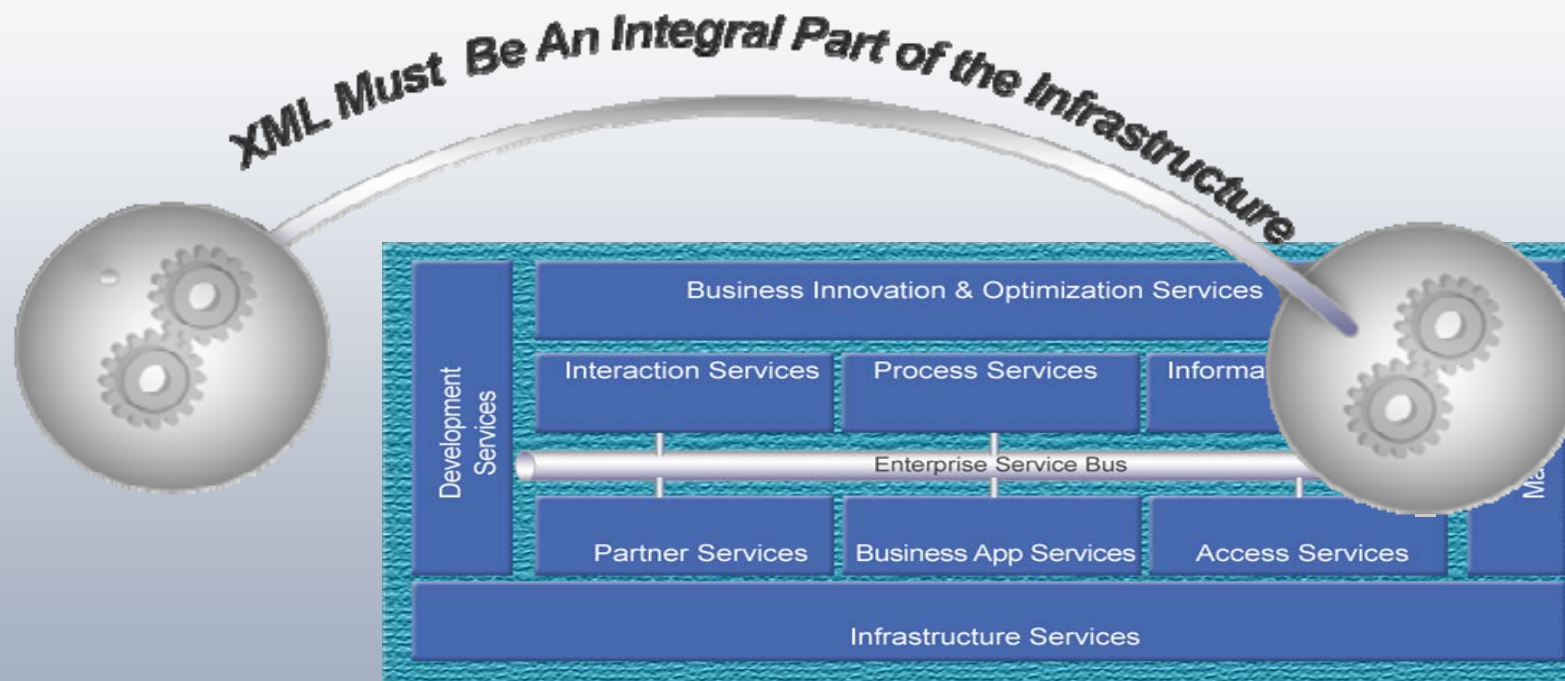 XML Must Be An Integral Part of the Infrastructure
Business Innovation & Optimization Services
Development
Services
Interaction Services
Process Services
Enterprise Service Bus
Partner Services
Business App Services
Access Services
Infrastructure Services